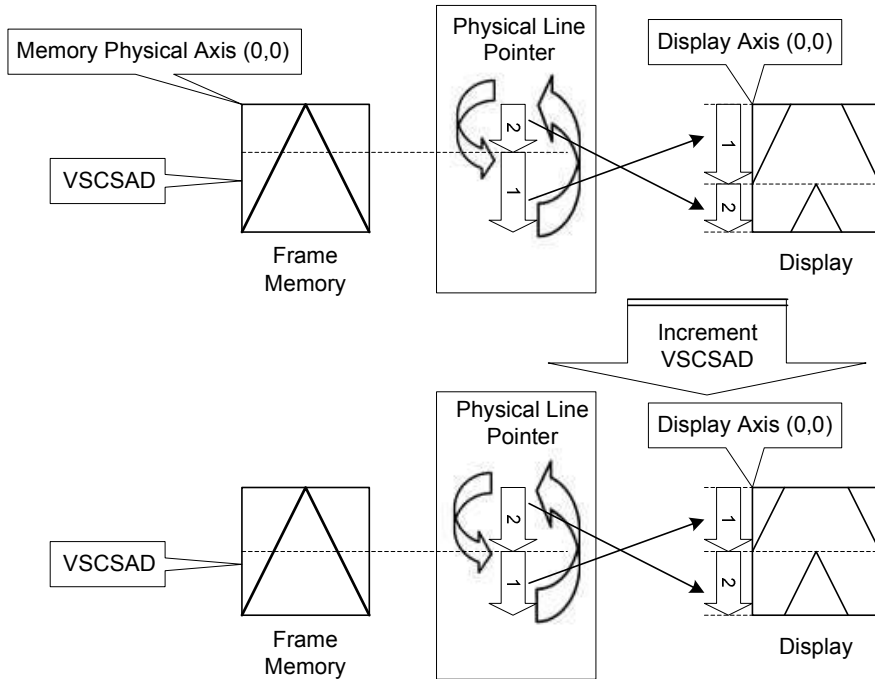 Memory Physical Axis (0,0)
Physical Line
Pointer
Display Axis (0,0)
2
1
1
2
VSCSAD
Frame
Memory
Display
Increment
VSCSAD
Physical Line
Pointer
Display Axis (0,0)
2
1
1
2
VSCSAD
Frame
Memory
Display